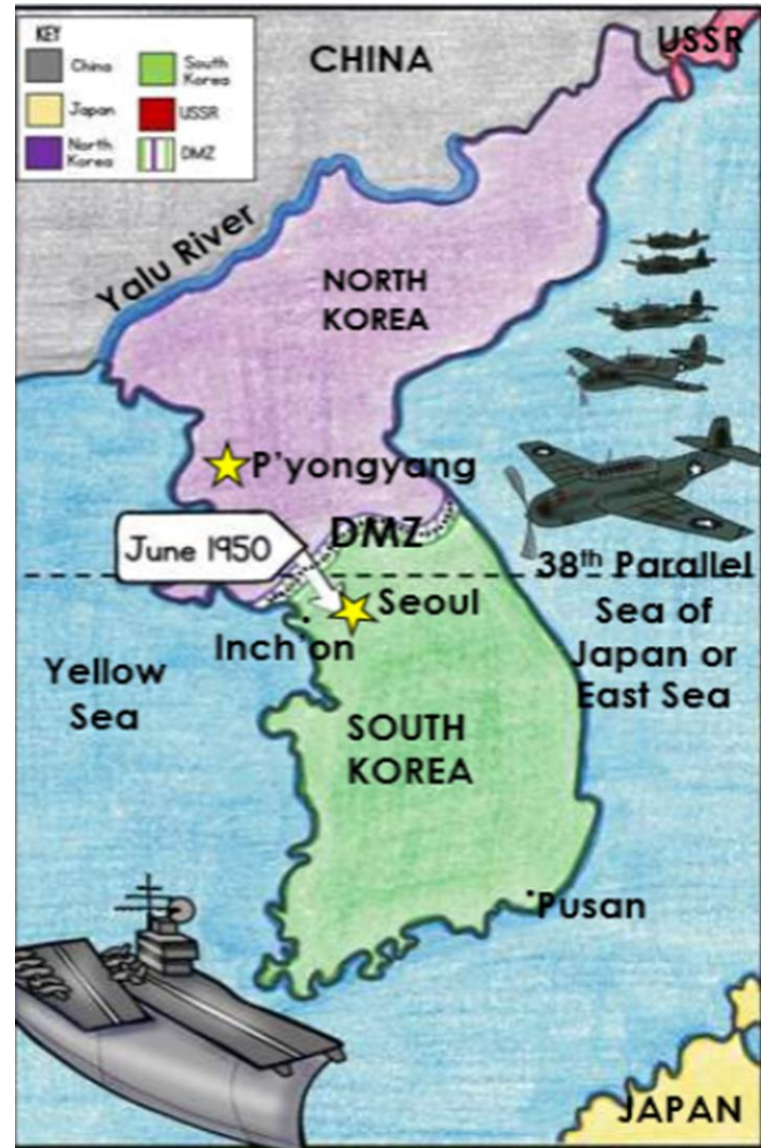 KEY
China
South
Korea
Japan
USSR
North
Korea
DMZ
CHINA
USSR
Yalu River
NORTH
KOREA
P'yongyang
DMZ
June 1950
38th Parallel
Seoul
Inch'on
Sea of
Japan or
East Sea
Yellow
Sea
SOUTH
KOREA
Pusan
JAPAN